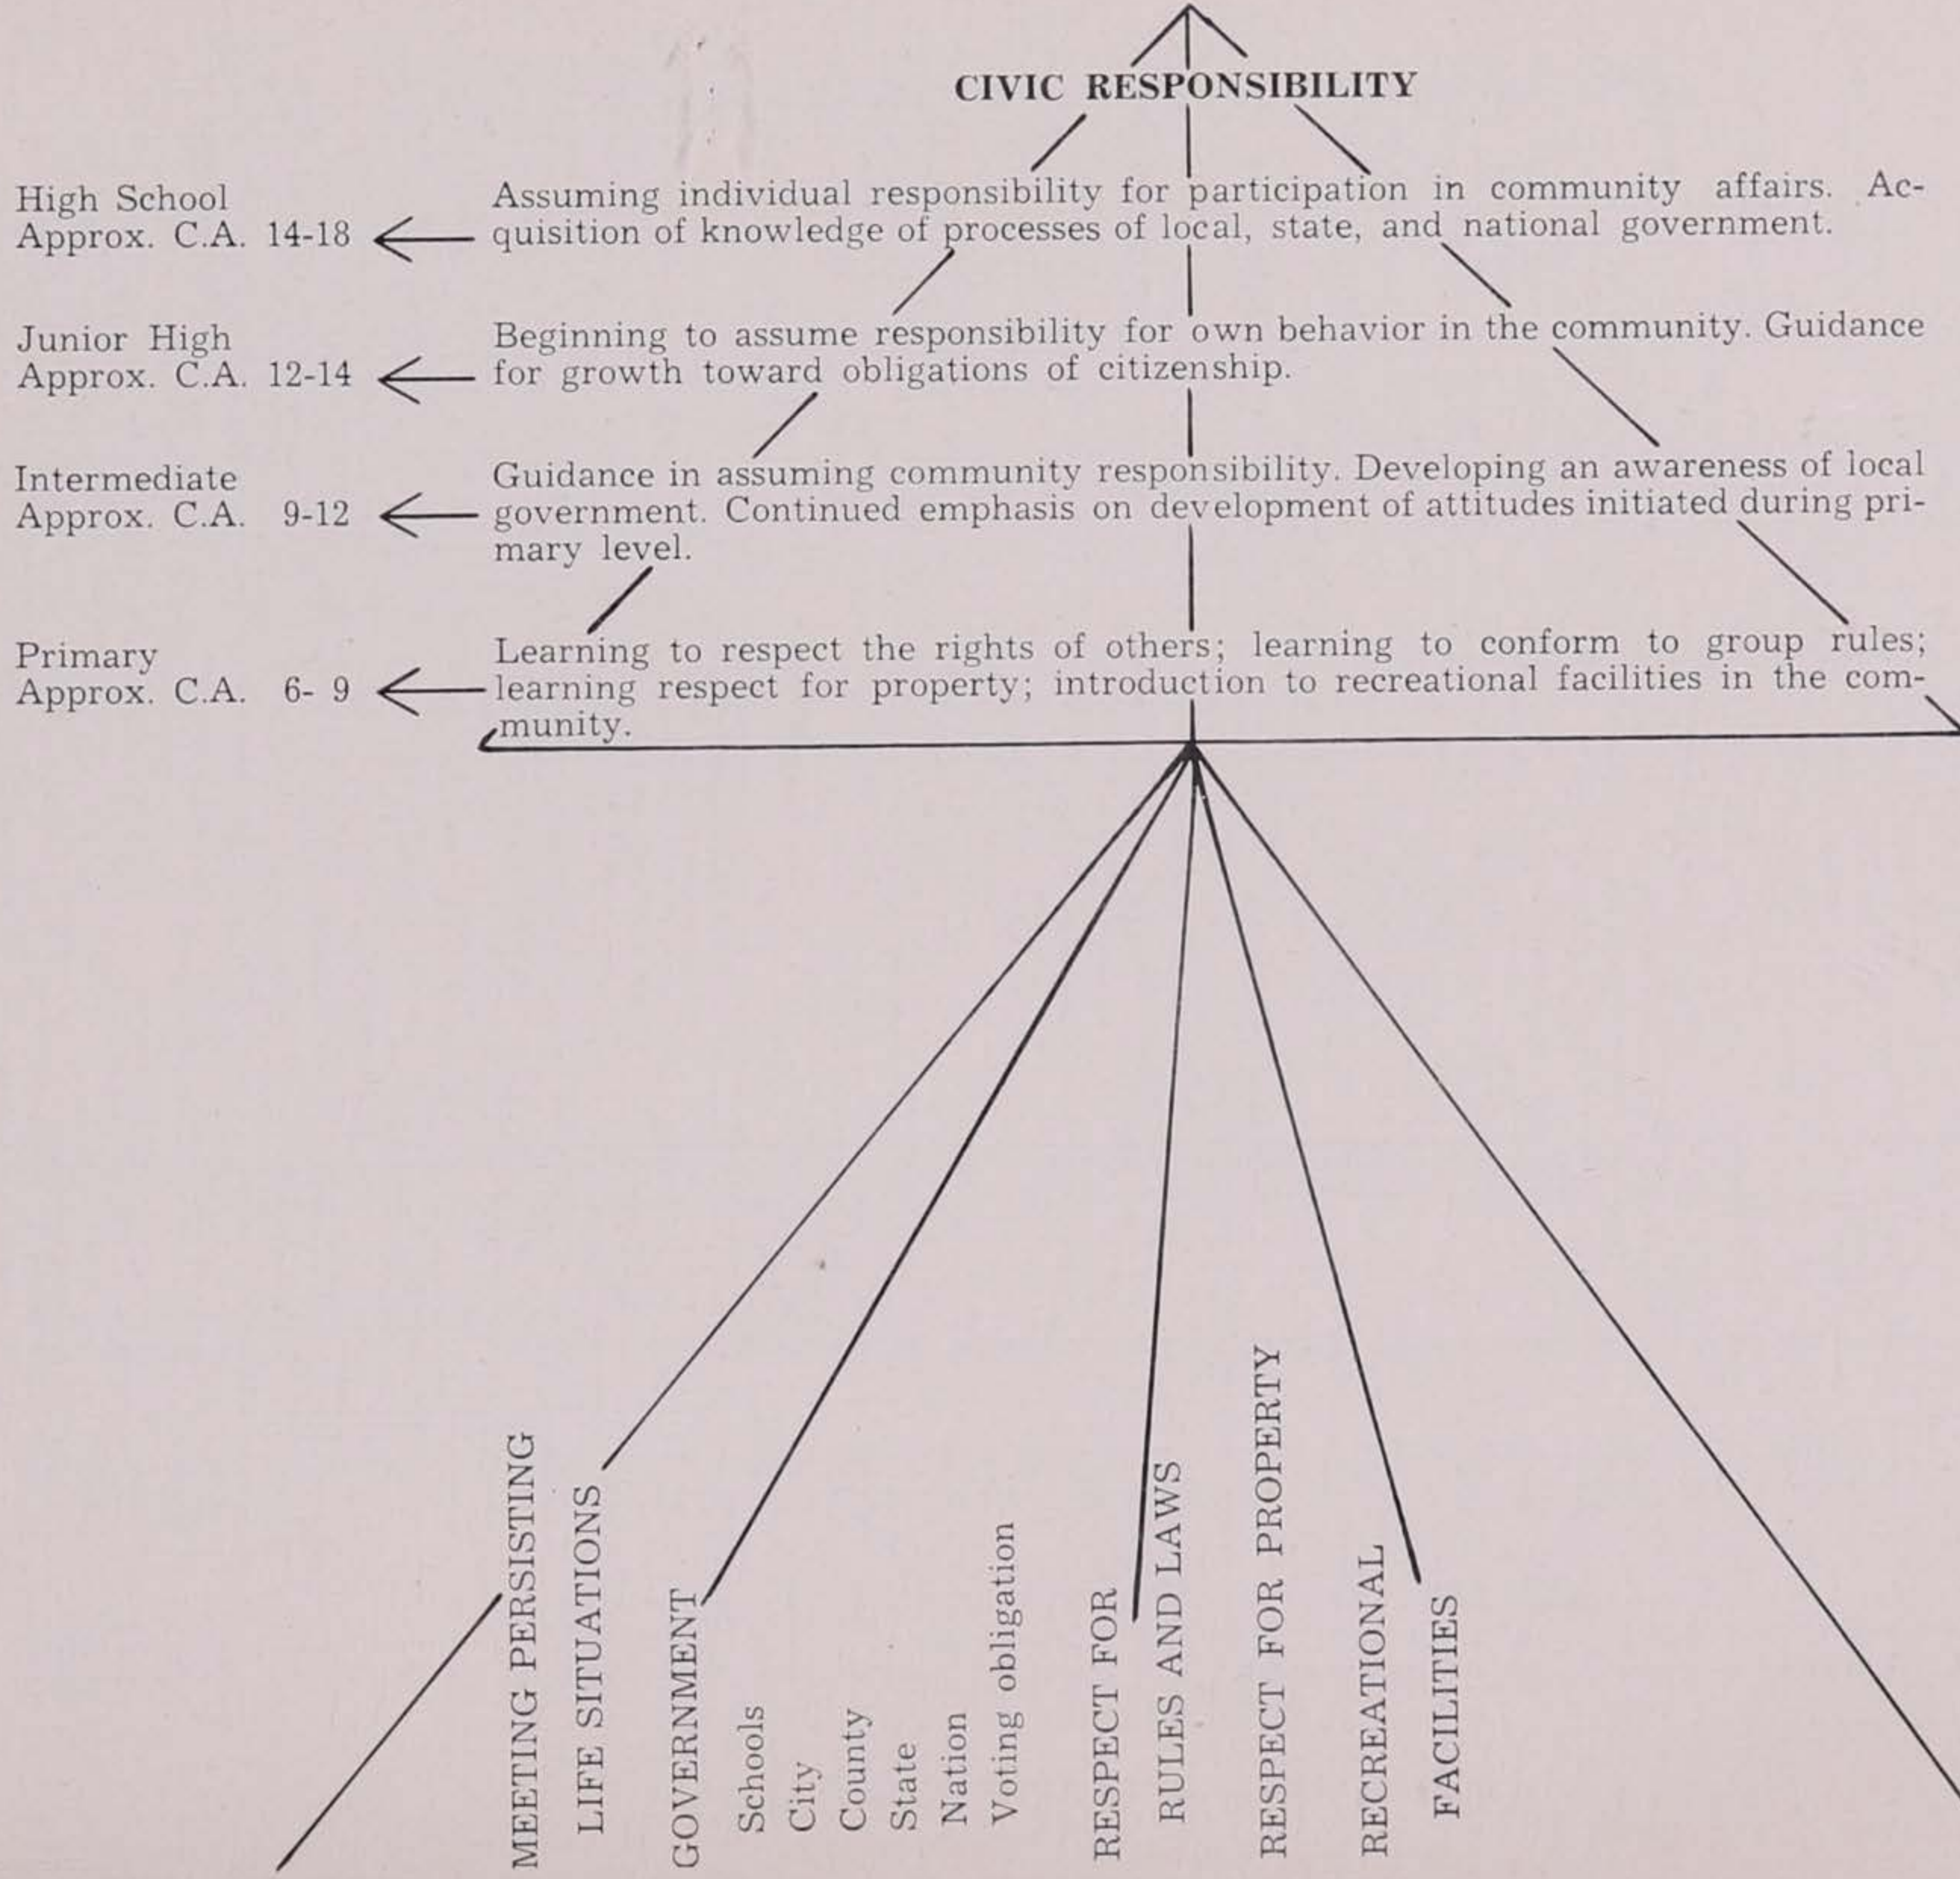 CIVIC RESPONSIBILITY
High School
Approx. C.A. 14-18
Assuming individual responsibility for participation in community affairs. Ac-
quisition of knowledge of processes of local, state, and national government.
Junior High
Approx. C.A. 12-14
Beginning to assume responsibility for own behavior in the community. Guidance
for growth toward obligations of citizenship.
Intermediate
Approx. C.A. 9-12
Guidance in assuming community responsibility. Developing an awareness of local
government. Continued emphasis on development of attitudes initiated during pri-
mary level.
Primary
Approx. C.A. 6- 9
Learning to respect the rights of others; learning to conform to group rules;
learning respect for property; introduction to recreational facilities in the com-
munity.
MEETING PERSISTING
LIFE SITUATIONS
GOVERNMENT
Schools
City
County
State
Nation
Voting obligation
RESPECT FOR
RULES AND LAWS
RESPECT FOR PROPERTY
RECREATIONAL
FACILITIES